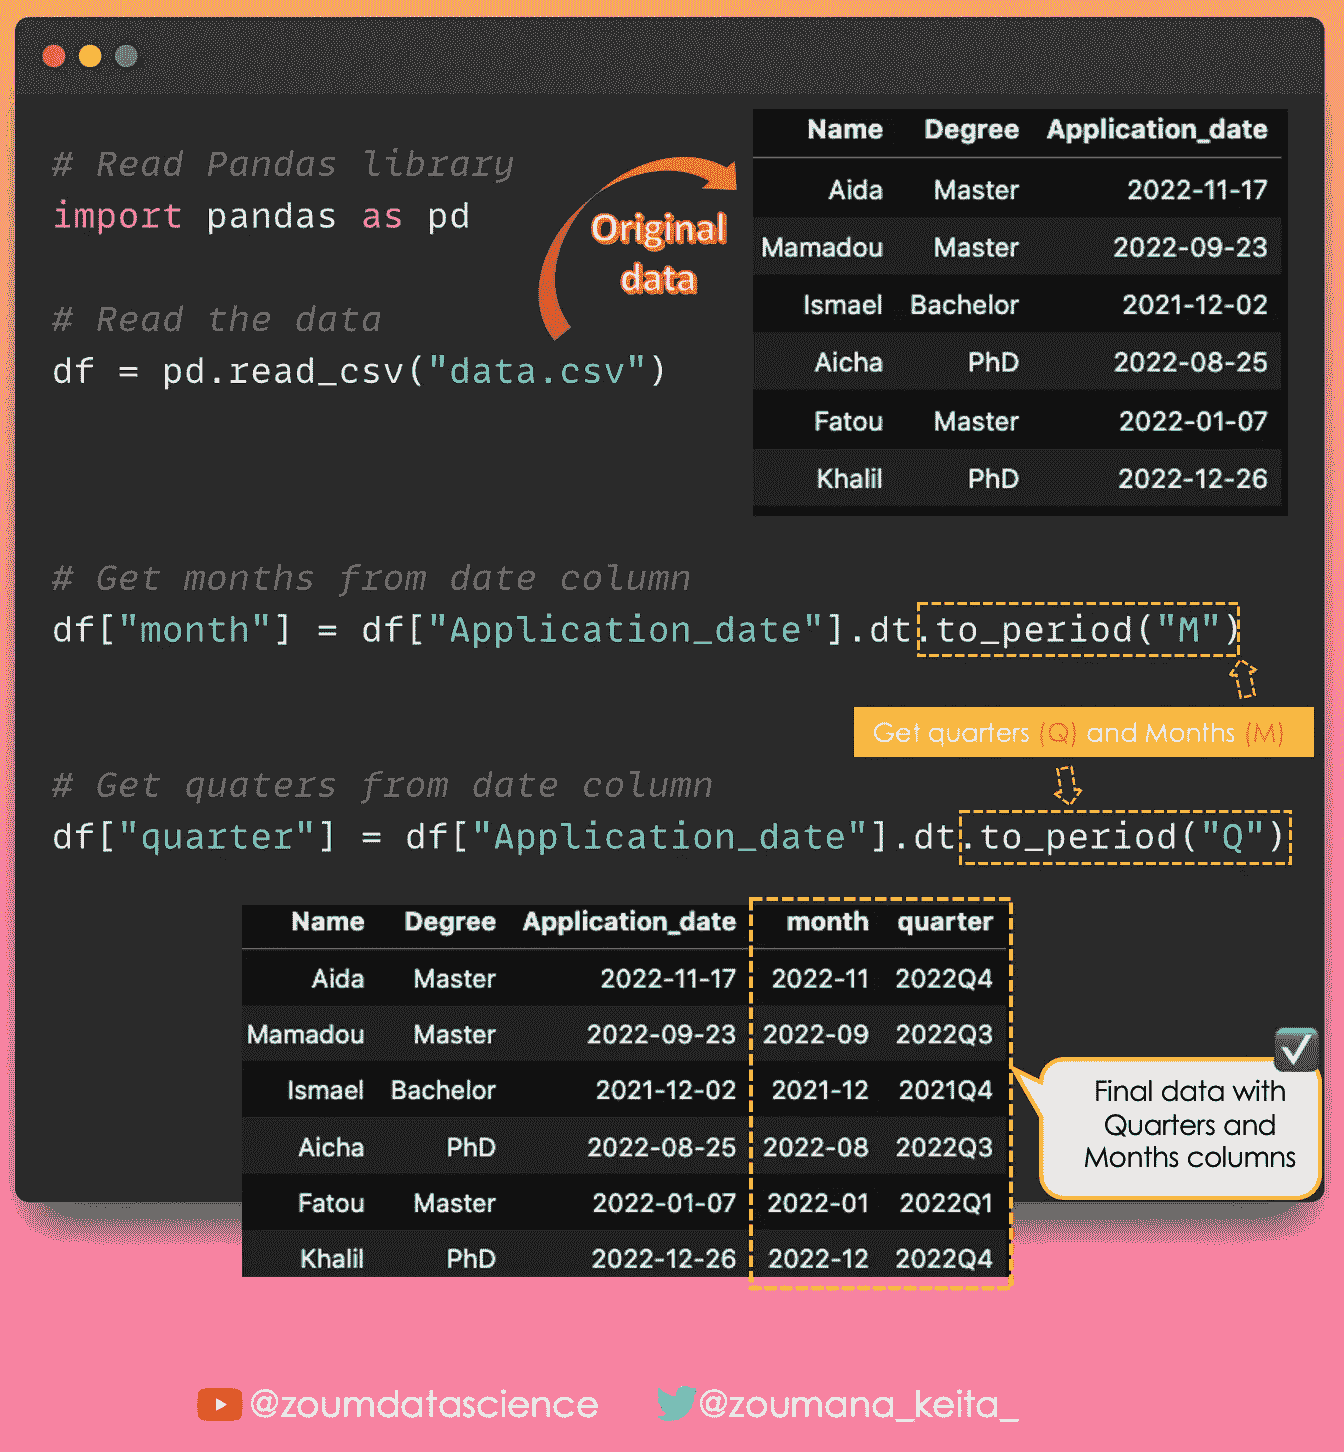 # Read Pandas library
import pandas as pd
# Read the data
df = pd.read_csv("data.csv")
Original
data
Name Degree Application_date
Aida Master 2022-11-17
Mamadou Master 2022-09-23
Ismael Bachelor 2021-12-02
Aicha PhD 2022-08-25
Fatou Master 2022-01-07
Khalil PhD 2022-12-26
# Get months from date column
df["month"] = df["Application_date"].dt.to_period("M")
Get quarters (Q) and Months (M)
# Get quaters from date column
df["quarter"] = df["Application_date"].dt.to_period("Q")
Name Degree Application_date month quarter
Aida Master 2022-11-17 2022-11 2022Q4
Mamadou Master 2022-09-23 2022-09 2022Q3
Ismael Bachelor 2021-12-02 2021-12 2021Q4
Aicha PhD 2022-08-25 2022-08 2022Q3
Fatou Master 2022-01-07 2022-01 2022Q1
Khalil PhD 2022-12-26 2022-12 2022Q4
Final data with
Quarters and
Months columns
@zoumdatascience @zoumana_keita_